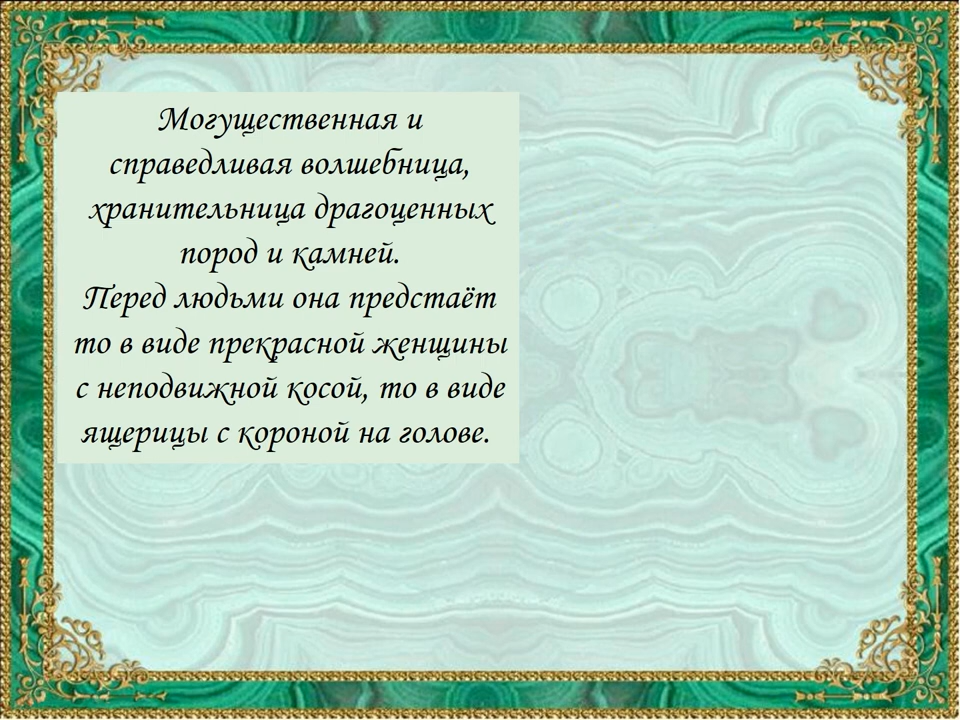 Могущественная и
справедливая волшебница,
хранительница драгоценных
пород и камней.
Перед людьми она предстаёт
то в виде прекрасной женщины
с неподвижной косой, то в виде
ящерицы с короной на голове.